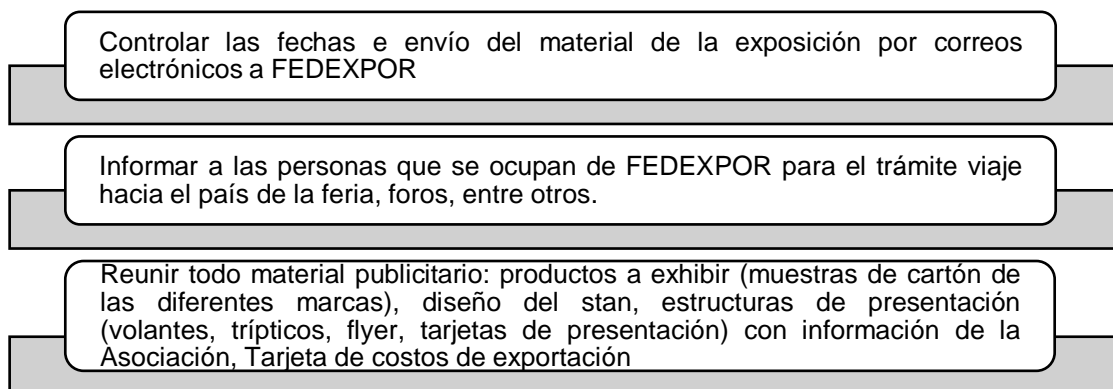 Controlar las fechas e envío del material de la exposición por correos
electrónicos a FEDEXPOR
Informar a las personas que se ocupan de FEDEXPOR para el trámite viaje
hacia el país de la feria, foros, entre otros.
Reunir todo material publicitario: productos a exhibir (muestras de cartón de
las diferentes marcas), diseño del stan, estructuras de presentación
(volantes, trípticos, flyer, tarjetas de presentación) con información de la
Asociación, Tarjeta de costos de exportación